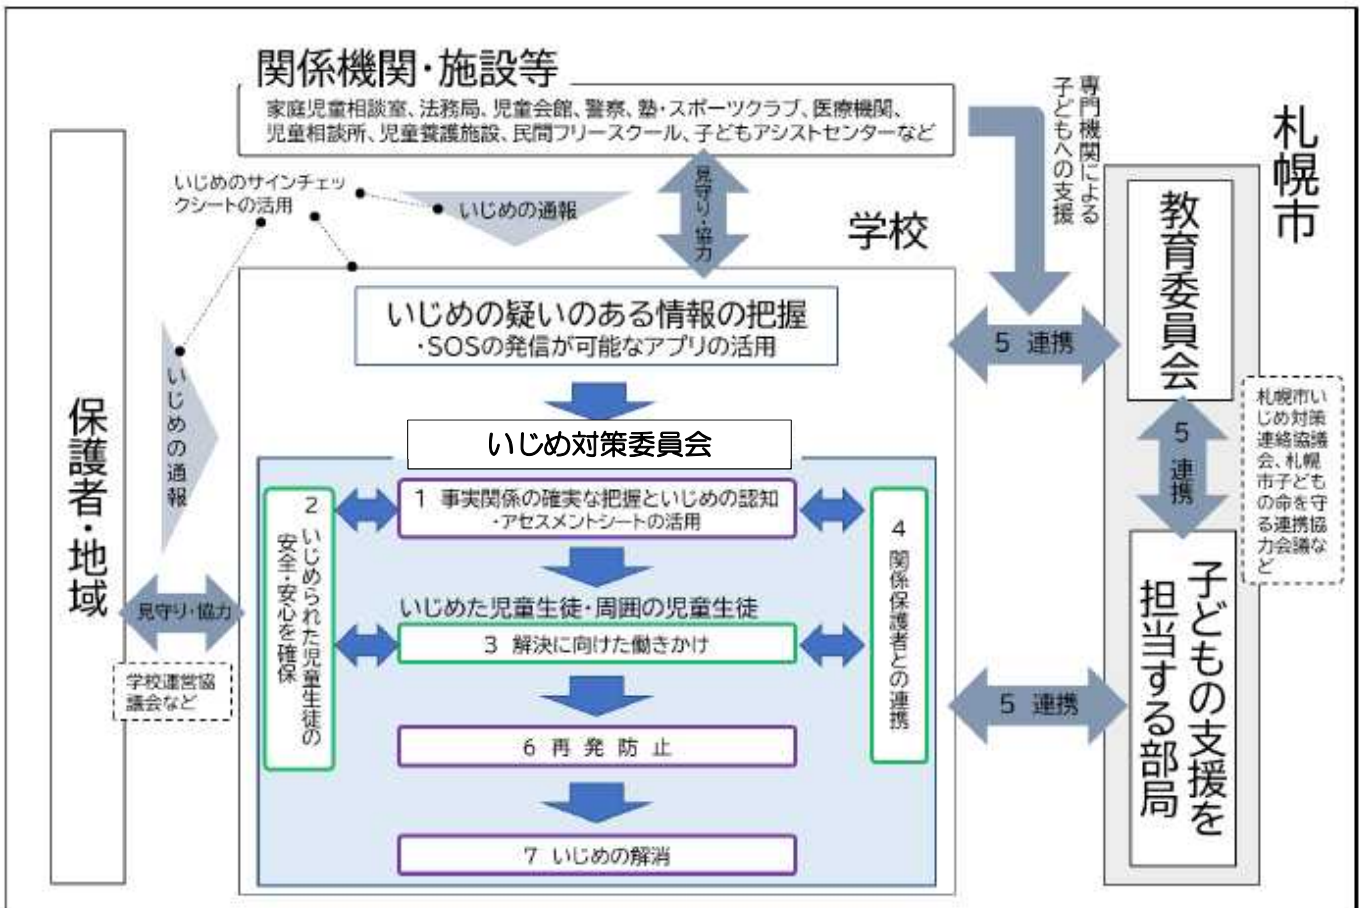 関係機関・施設等
家庭児童相談室、法務局、児童会館、警察、塾・スポーツクラブ、医療機関、
児童相談所、児童養護施設、民間フリースクール、子どもアシストセンターなど
専門機関による
子どもへの支援
札幌市
いじめのサインチェッ
クシートの活用
いじめの通報
見守り・協力
学校
教育委員会
いじめの疑いのある情報の把握
・SOSの発信が可能なアプリの活用
5 連携
いじめの通報
保護者・地域
いじめ対策委員会
5 連携
札幌市い
じめ対策
連絡協議
会、札幌
市子ども
の命を守
る連携協
力会議な
ど
1 事実関係の確実な把握といじめの認知
・アセスメントシートの活用
2 いじめられた児童生徒の
安全・安心を確保
4 関係保護者との連携
いじめた児童生徒・周囲の児童生徒
3 解決に向けた働きかけ
見守り・協力
学校運営協
議会など
子どもの支援を
担当する部局
5 連携
6 再発防止
7 いじめの解消